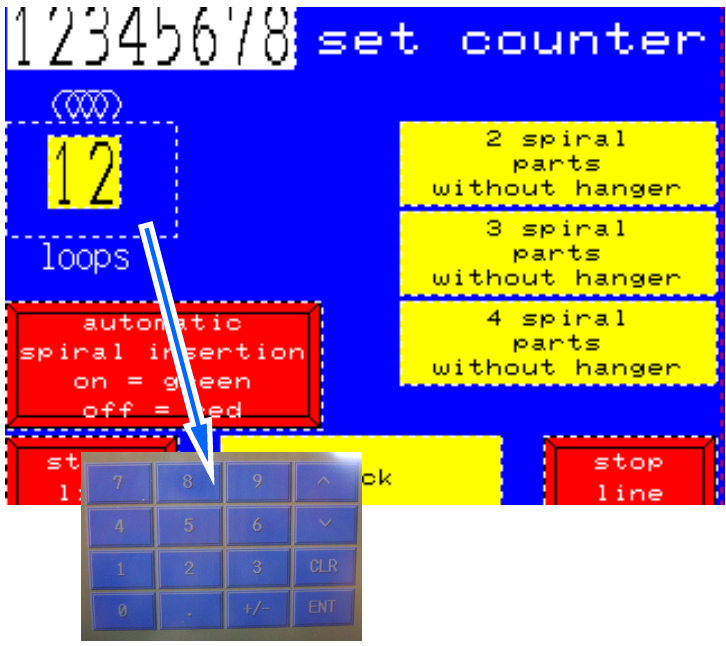 12345678 set counter
12
loops
2 spiral
parts
without hanger
3 spiral
parts
without hanger
4 spiral
parts
without hanger
automatic
spiral insertion
on = green
off = red
stop
line
7 8 9 ^
4 5 6 ˅
1 2 3 CLR
0 . +/- ENT